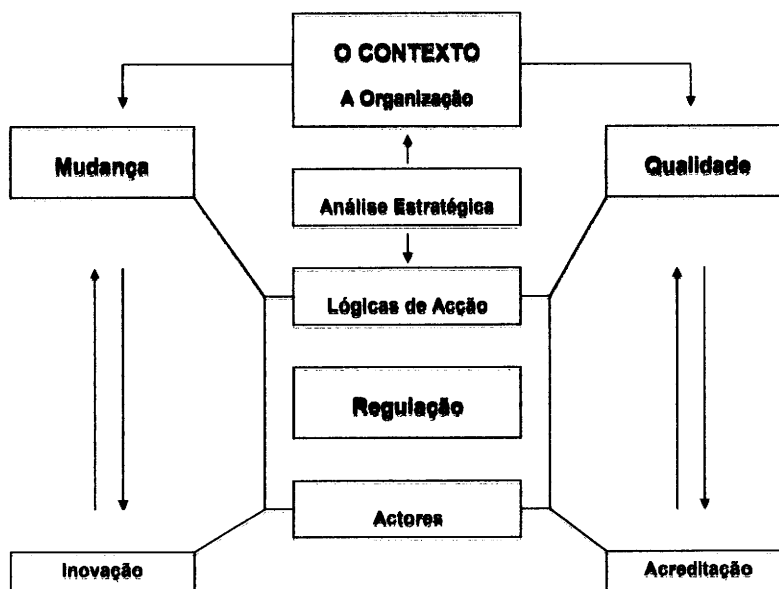 O CONTEXTO
A Organização
Mudança
Qualidade
Análise Estratégica
Lógicas de Acção
Regulação
Actores
Inovação
Acreditação